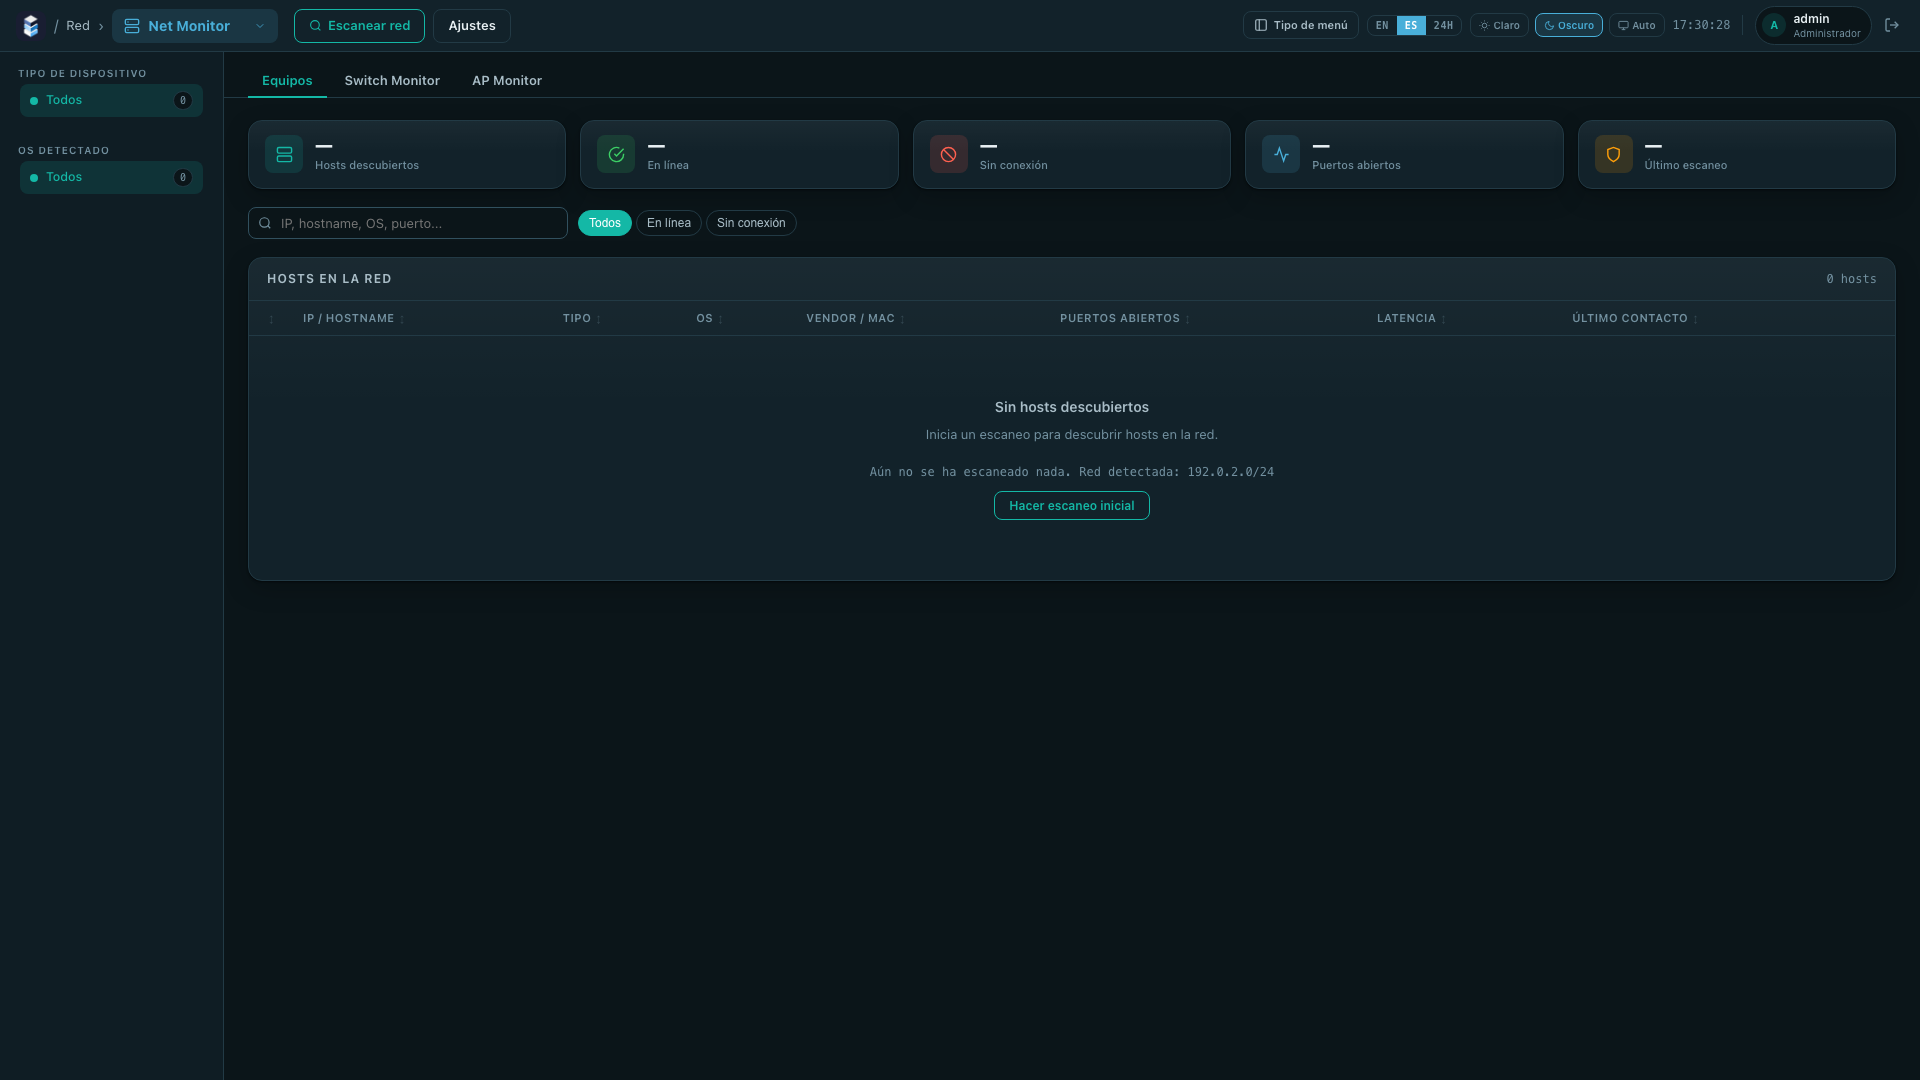 / Red › Net Monitor Escanear red Ajustes Tipo de menú EN ES 24H Claro Oscuro Auto 17:30:28 A admin
Administrador
TIPO DE DISPOSITIVO
Todos 0
OS DETECTADO
Todos 0
Equipos Switch Monitor AP Monitor
— — — — —
Hosts descubiertos En línea Sin conexión Puertos abiertos Último escaneo
IP, hostname, OS, puerto... Todos En línea Sin conexión
HOSTS EN LA RED 0 hosts
IP / HOSTNAME TIPO OS VENDOR / MAC PUERTOS ABIERTOS LATENCIA ÚLTIMO CONTACTO
Sin hosts descubiertos
Inicia un escaneo para descubrir hosts en la red.
Aún no se ha escaneado nada. Red detectada: 192.0.2.0/24
Hacer escaneo inicial